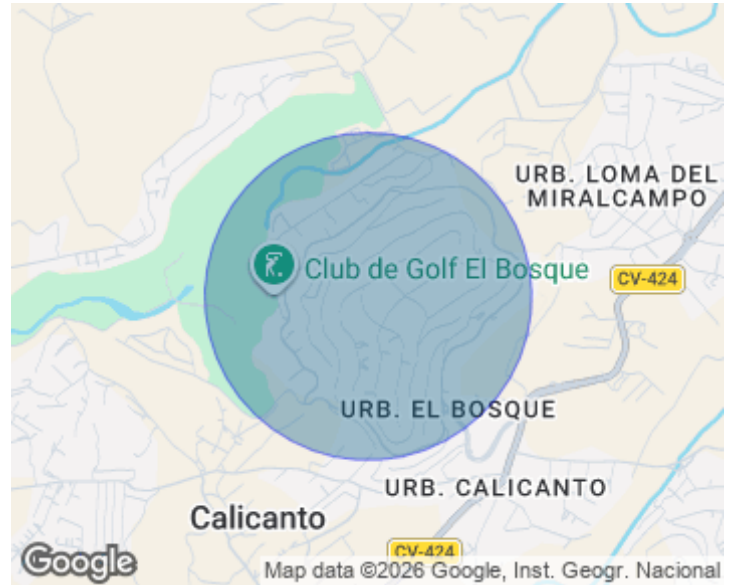 URB. LOMA DEL
MIRALCAMPO
Club de Golf El Bosque
CV-424
URB. EL BOSQUE
URB. CALICANTO
Calicanto
CV-424
Google
Map data ©2026 Google, Inst. Geogr. Nacional